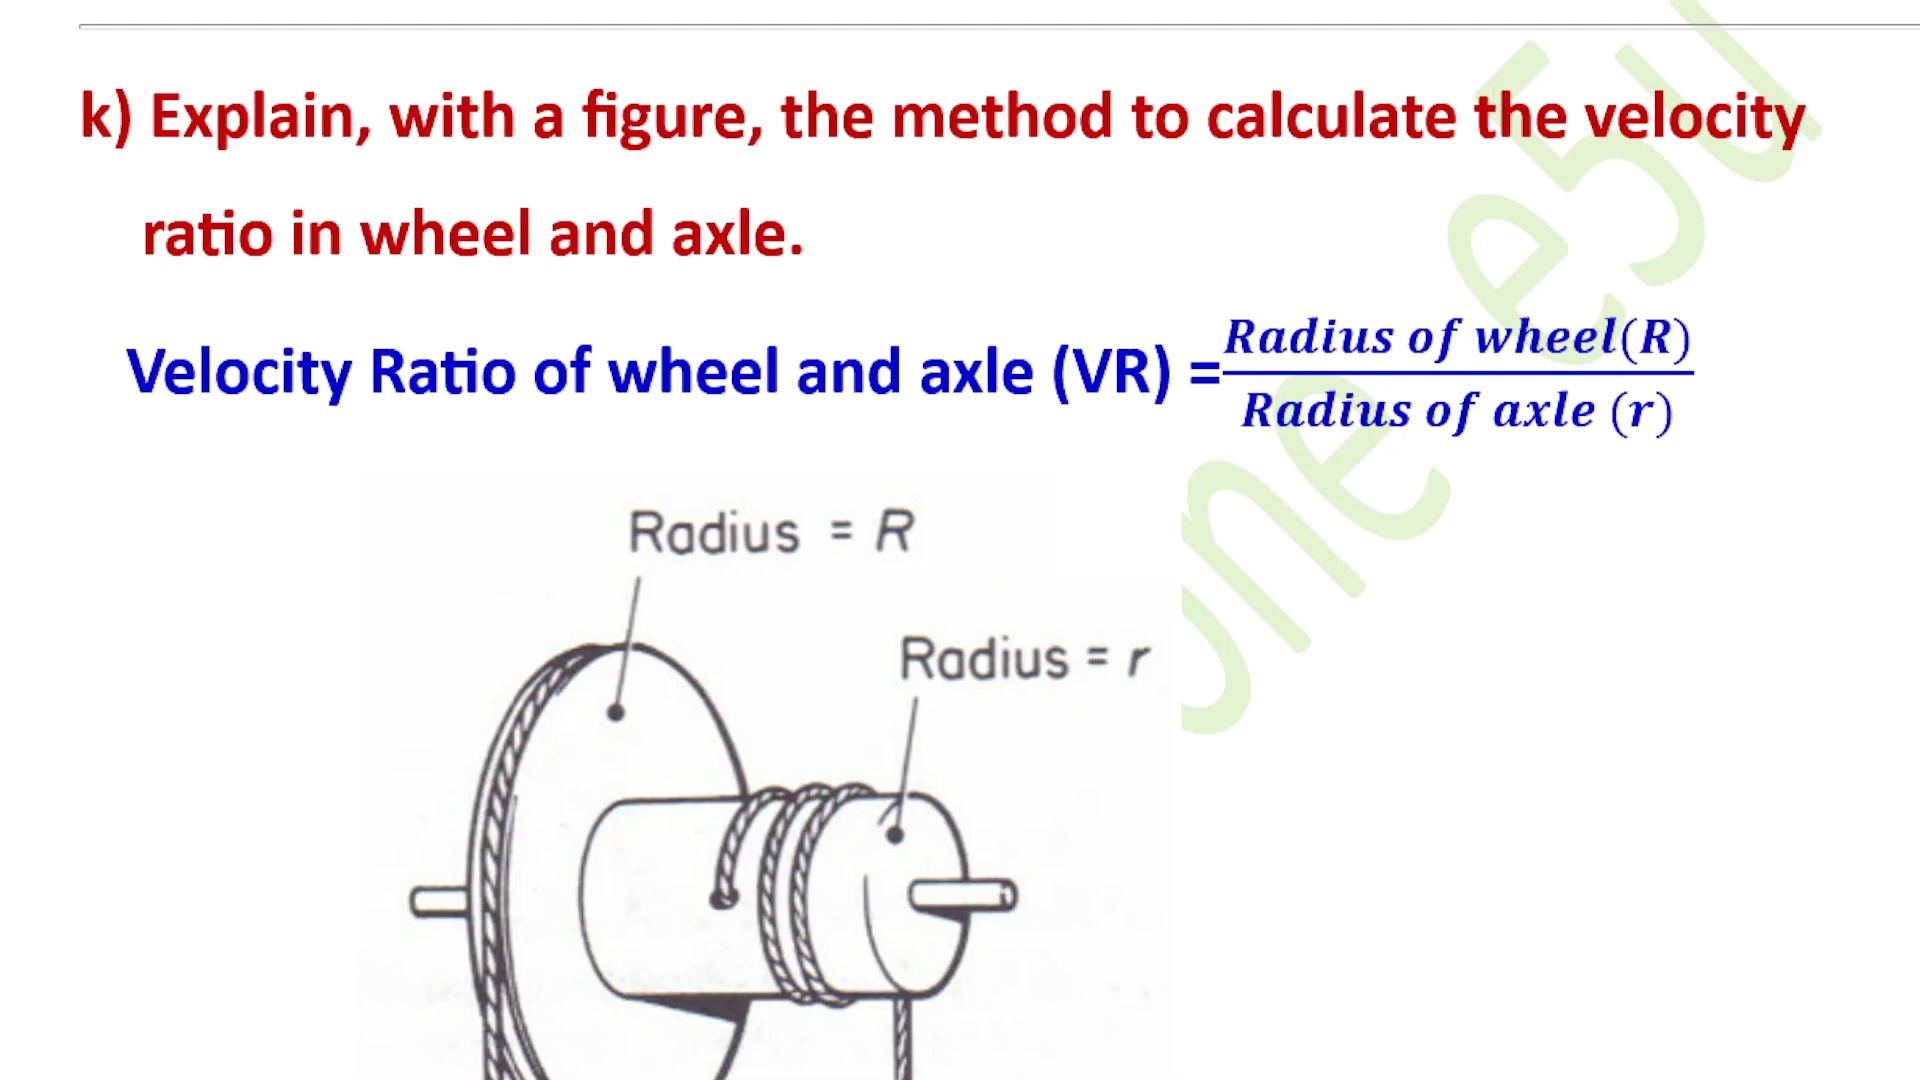 k) Explain, with a figure, the method to calculate the velocity
ratio in wheel and axle.
Velocity Ratio of wheel and axle (VR) = Radius of wheel(R)
Radius of axle (r)
Radius = R
Radius = r